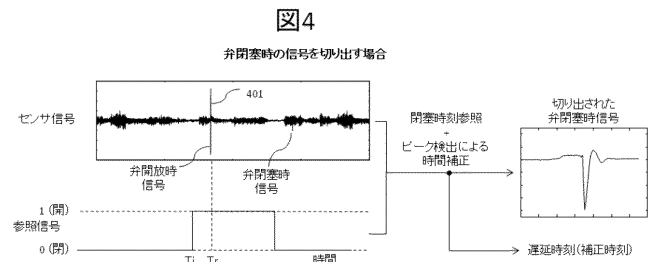 図4
弁閉塞時の信号を切り出す場合
401
センサ信号
弁開放時
信号
弁閉塞時
信号
閉塞時刻参照
+
ピーク検出による
時間補正
切り出された
弁閉塞時信号
1 (開)
参照信号
0 (閉)
Ti Tr
時間
遅延時刻(補正時刻)